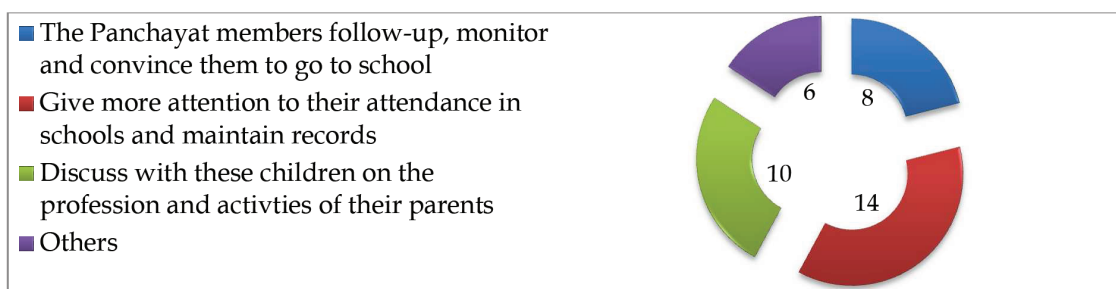 The Panchayat members follow-up, monitor
and convince them to go to school
Give more attention to their attendance in
schools and maintain records
Discuss with these children on the
profession and activties of their parents
Others
6
8
10
14